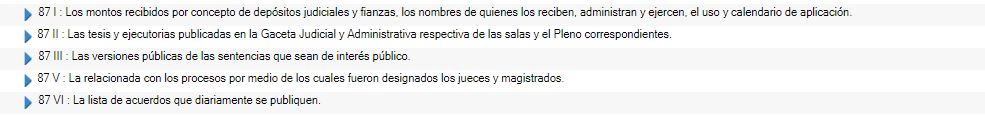 87 I : Los montos recibidos por concepto de depósitos judiciales y fianzas, los nombres de quienes los reciben, administran y ejercen, el uso y calendario de aplicación.
87 II : Las tesis y ejecutorias publicadas en la Gaceta Judicial y Administrativa respectiva de las salas y el Pleno correspondientes.
87 III : Las versiones públicas de las sentencias que sean de interés público.
87 V : La relacionada con los procesos por medio de los cuales fueron designados los jueces y magistrados.
87 VI : La lista de acuerdos que diariamente se publiquen.